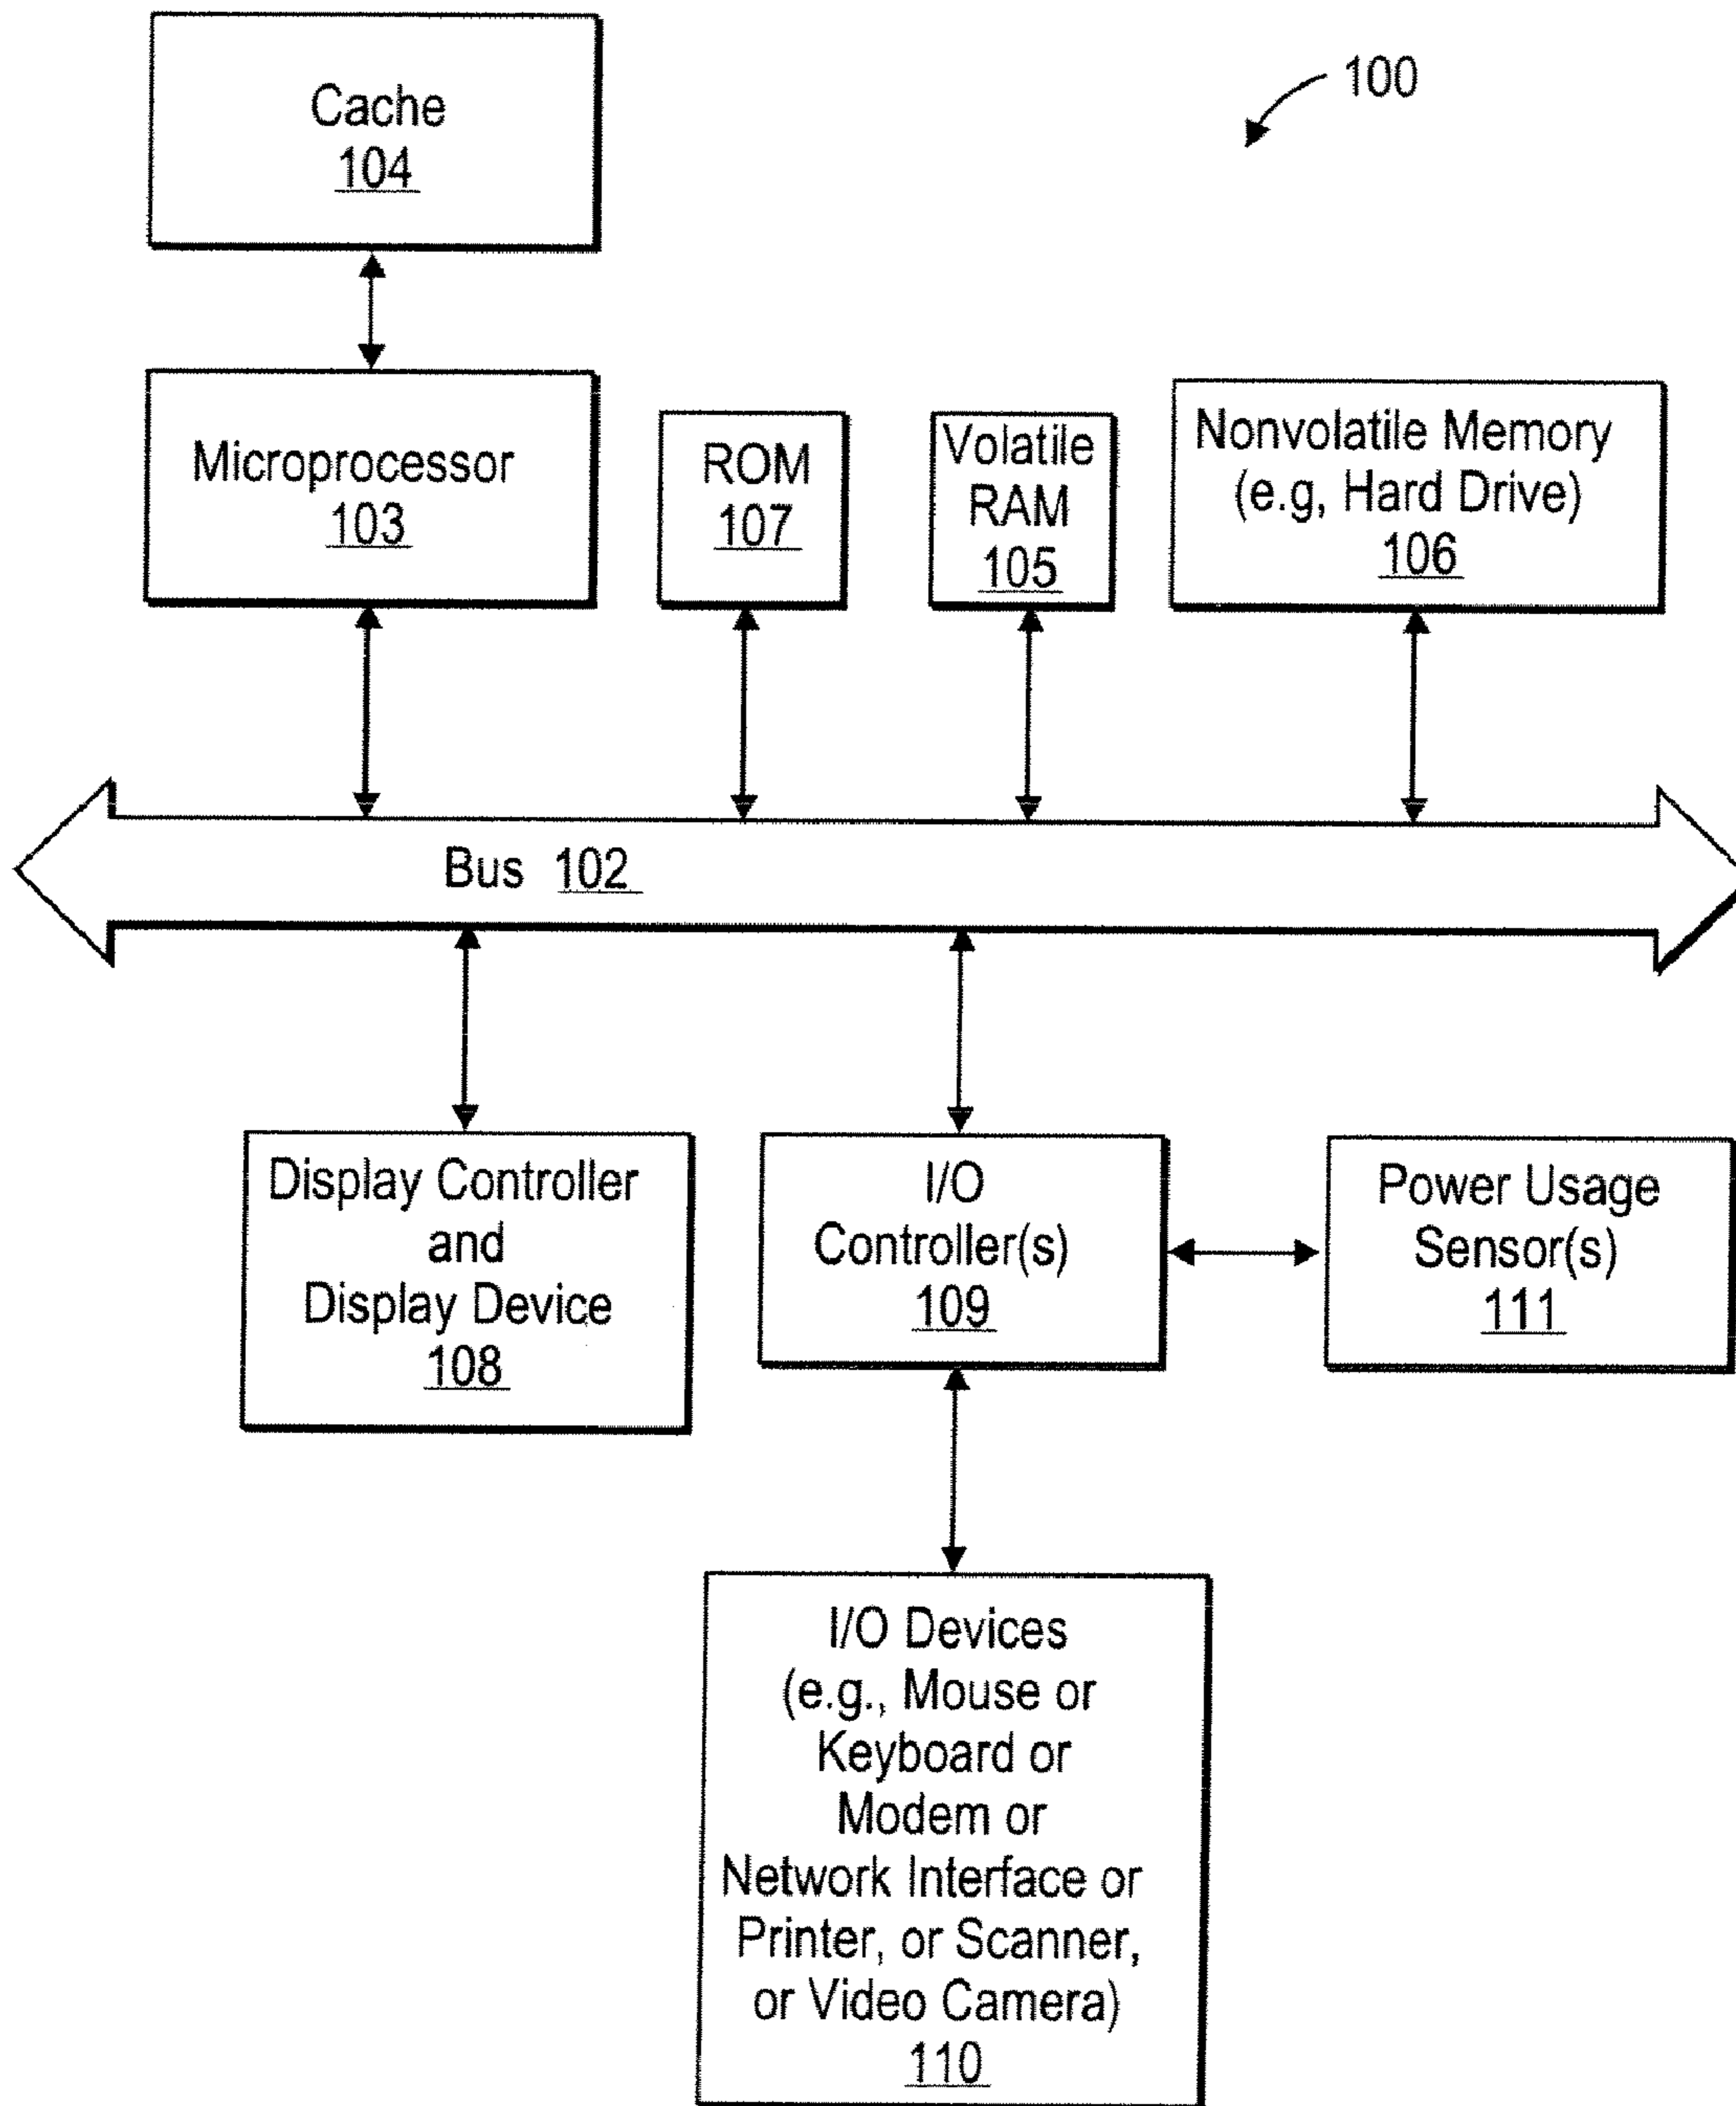 100
Cache
104
Microprocessor
103
ROM
107
Volatile
RAM
105
Nonvolatile Memory
(e.g, Hard Drive)
106
Bus 102
Display Controller
and
Display Device
108
I/O
Controller(s)
109
Power Usage
Sensor(s)
111
I/O Devices
(e.g., Mouse or
Keyboard or
Modem or
Network Interface or
Printer, or Scanner,
or Video Camera)
110